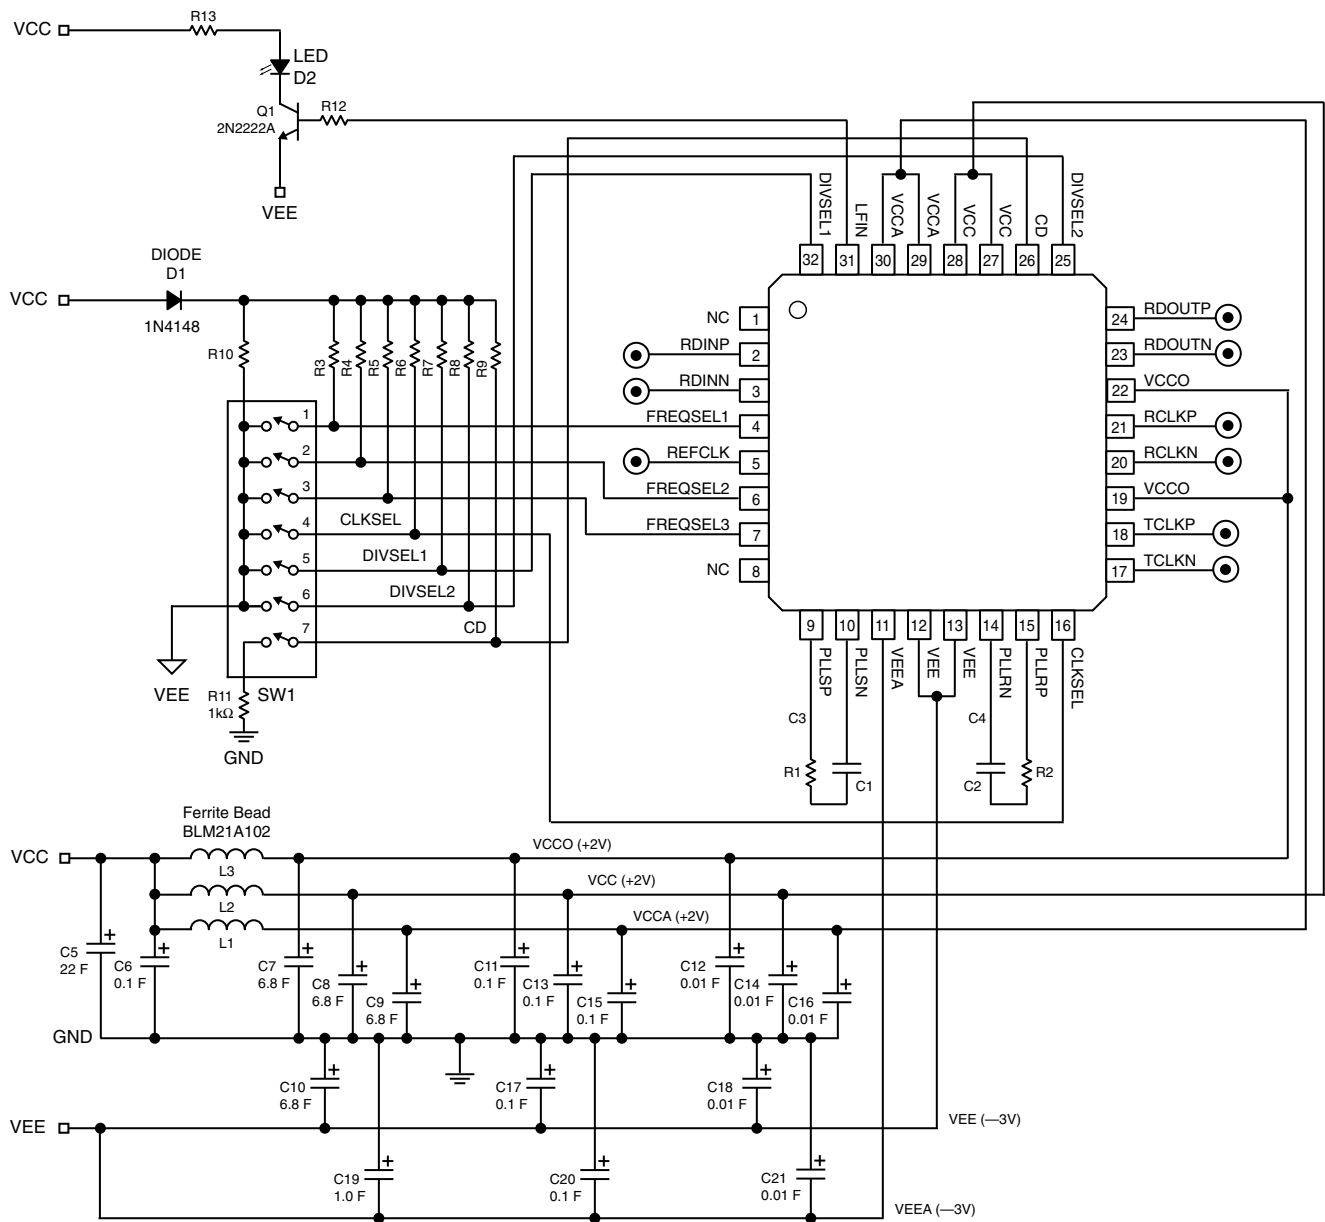 R13
VCC
LED
D2
Q1
2N2222A
R12
VEE
DIVSEL1
LFIN
VCCA
VCCA
VCC
VCC
CD
DIVSEL2
32
31
30
29
28
27
26
25
DIODE
D1
VCC
1N4148
R10
R3
R4
R5
R6
R7
R8
R9
NC
1
RDINP
2
RDINN
3
FREQSEL1
4
REFCLK
5
FREQSEL2
6
FREQSEL3
7
NC
8
24
RDOUTP
23
RDOUTN
22
VCCO
21
RCLKP
20
RCLKN
19
VCCO
18
TCLKP
17
TCLKN
1
2
3
4
5
6
7
CLKSEL
DIVSEL1
DIVSEL2
CD
VEE
SW1
R11
1kΩ
GND
9
10
11
12
13
14
15
16
PLLSP
PLLSN
VEEA
VEE
VEE
PLLRN
PLLRP
CLKSEL
C3
R1
C1
C4
C2
R2
Ferrite Bead
BLM21A102
VCC
L3
VCCO (+2V)
L2
VCC (+2V)
L1
VCCA (+2V)
C5
22 F
+
C6
0.1 F
+
C7
6.8 F
+
C8
6.8 F
+
C9
6.8 F
+
C11
0.1 F
+
C13
0.1 F
+
C15
0.1 F
+
C12
0.01 F
+
C14
0.01 F
+
C16
0.01 F
+
GND
C10
6.8 F
+
C17
0.1 F
+
C18
0.01 F
+
VEE
VEE (—3V)
C19
1.0 F
+
C20
0.1 F
+
C21
0.01 F
+
VEEA (—3V)